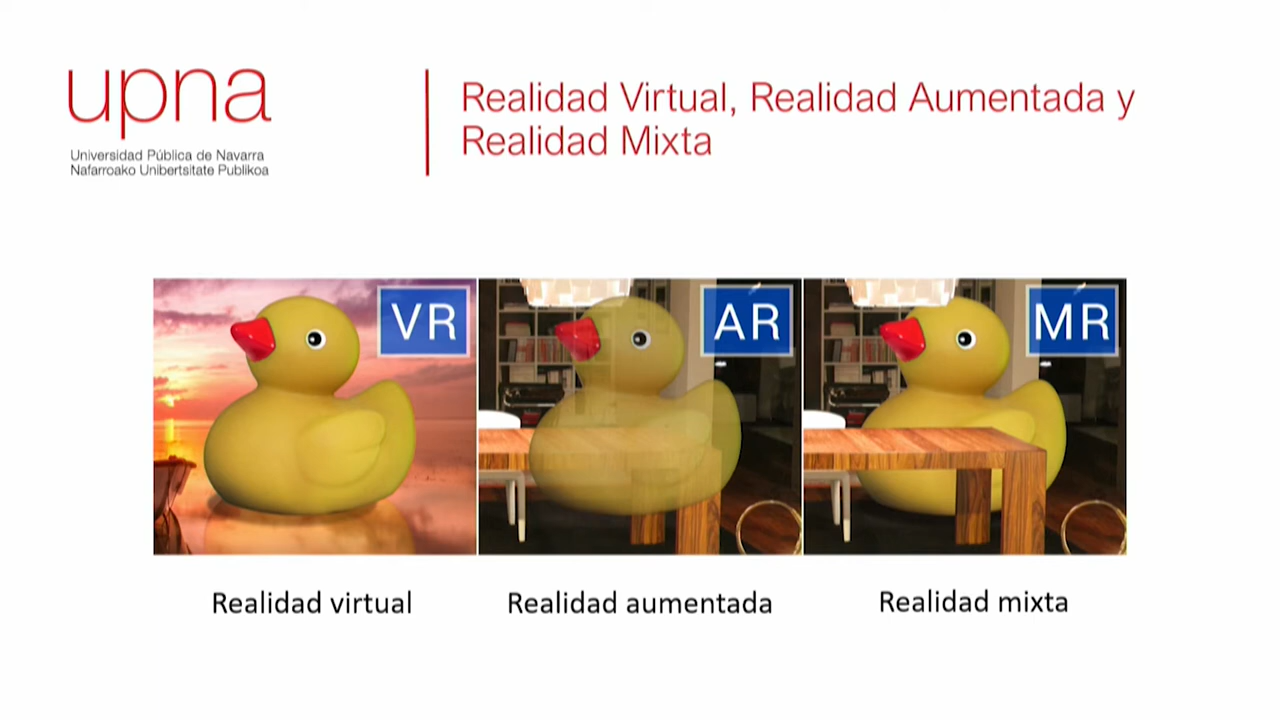 upna
Universidad Pública de Navarra
Nafarroako Unibertsitate Publikoa
Realidad Virtual, Realidad Aumentada y
Realidad Mixta
VR
AR
MR
Realidad virtual
Realidad aumentada
Realidad mixta